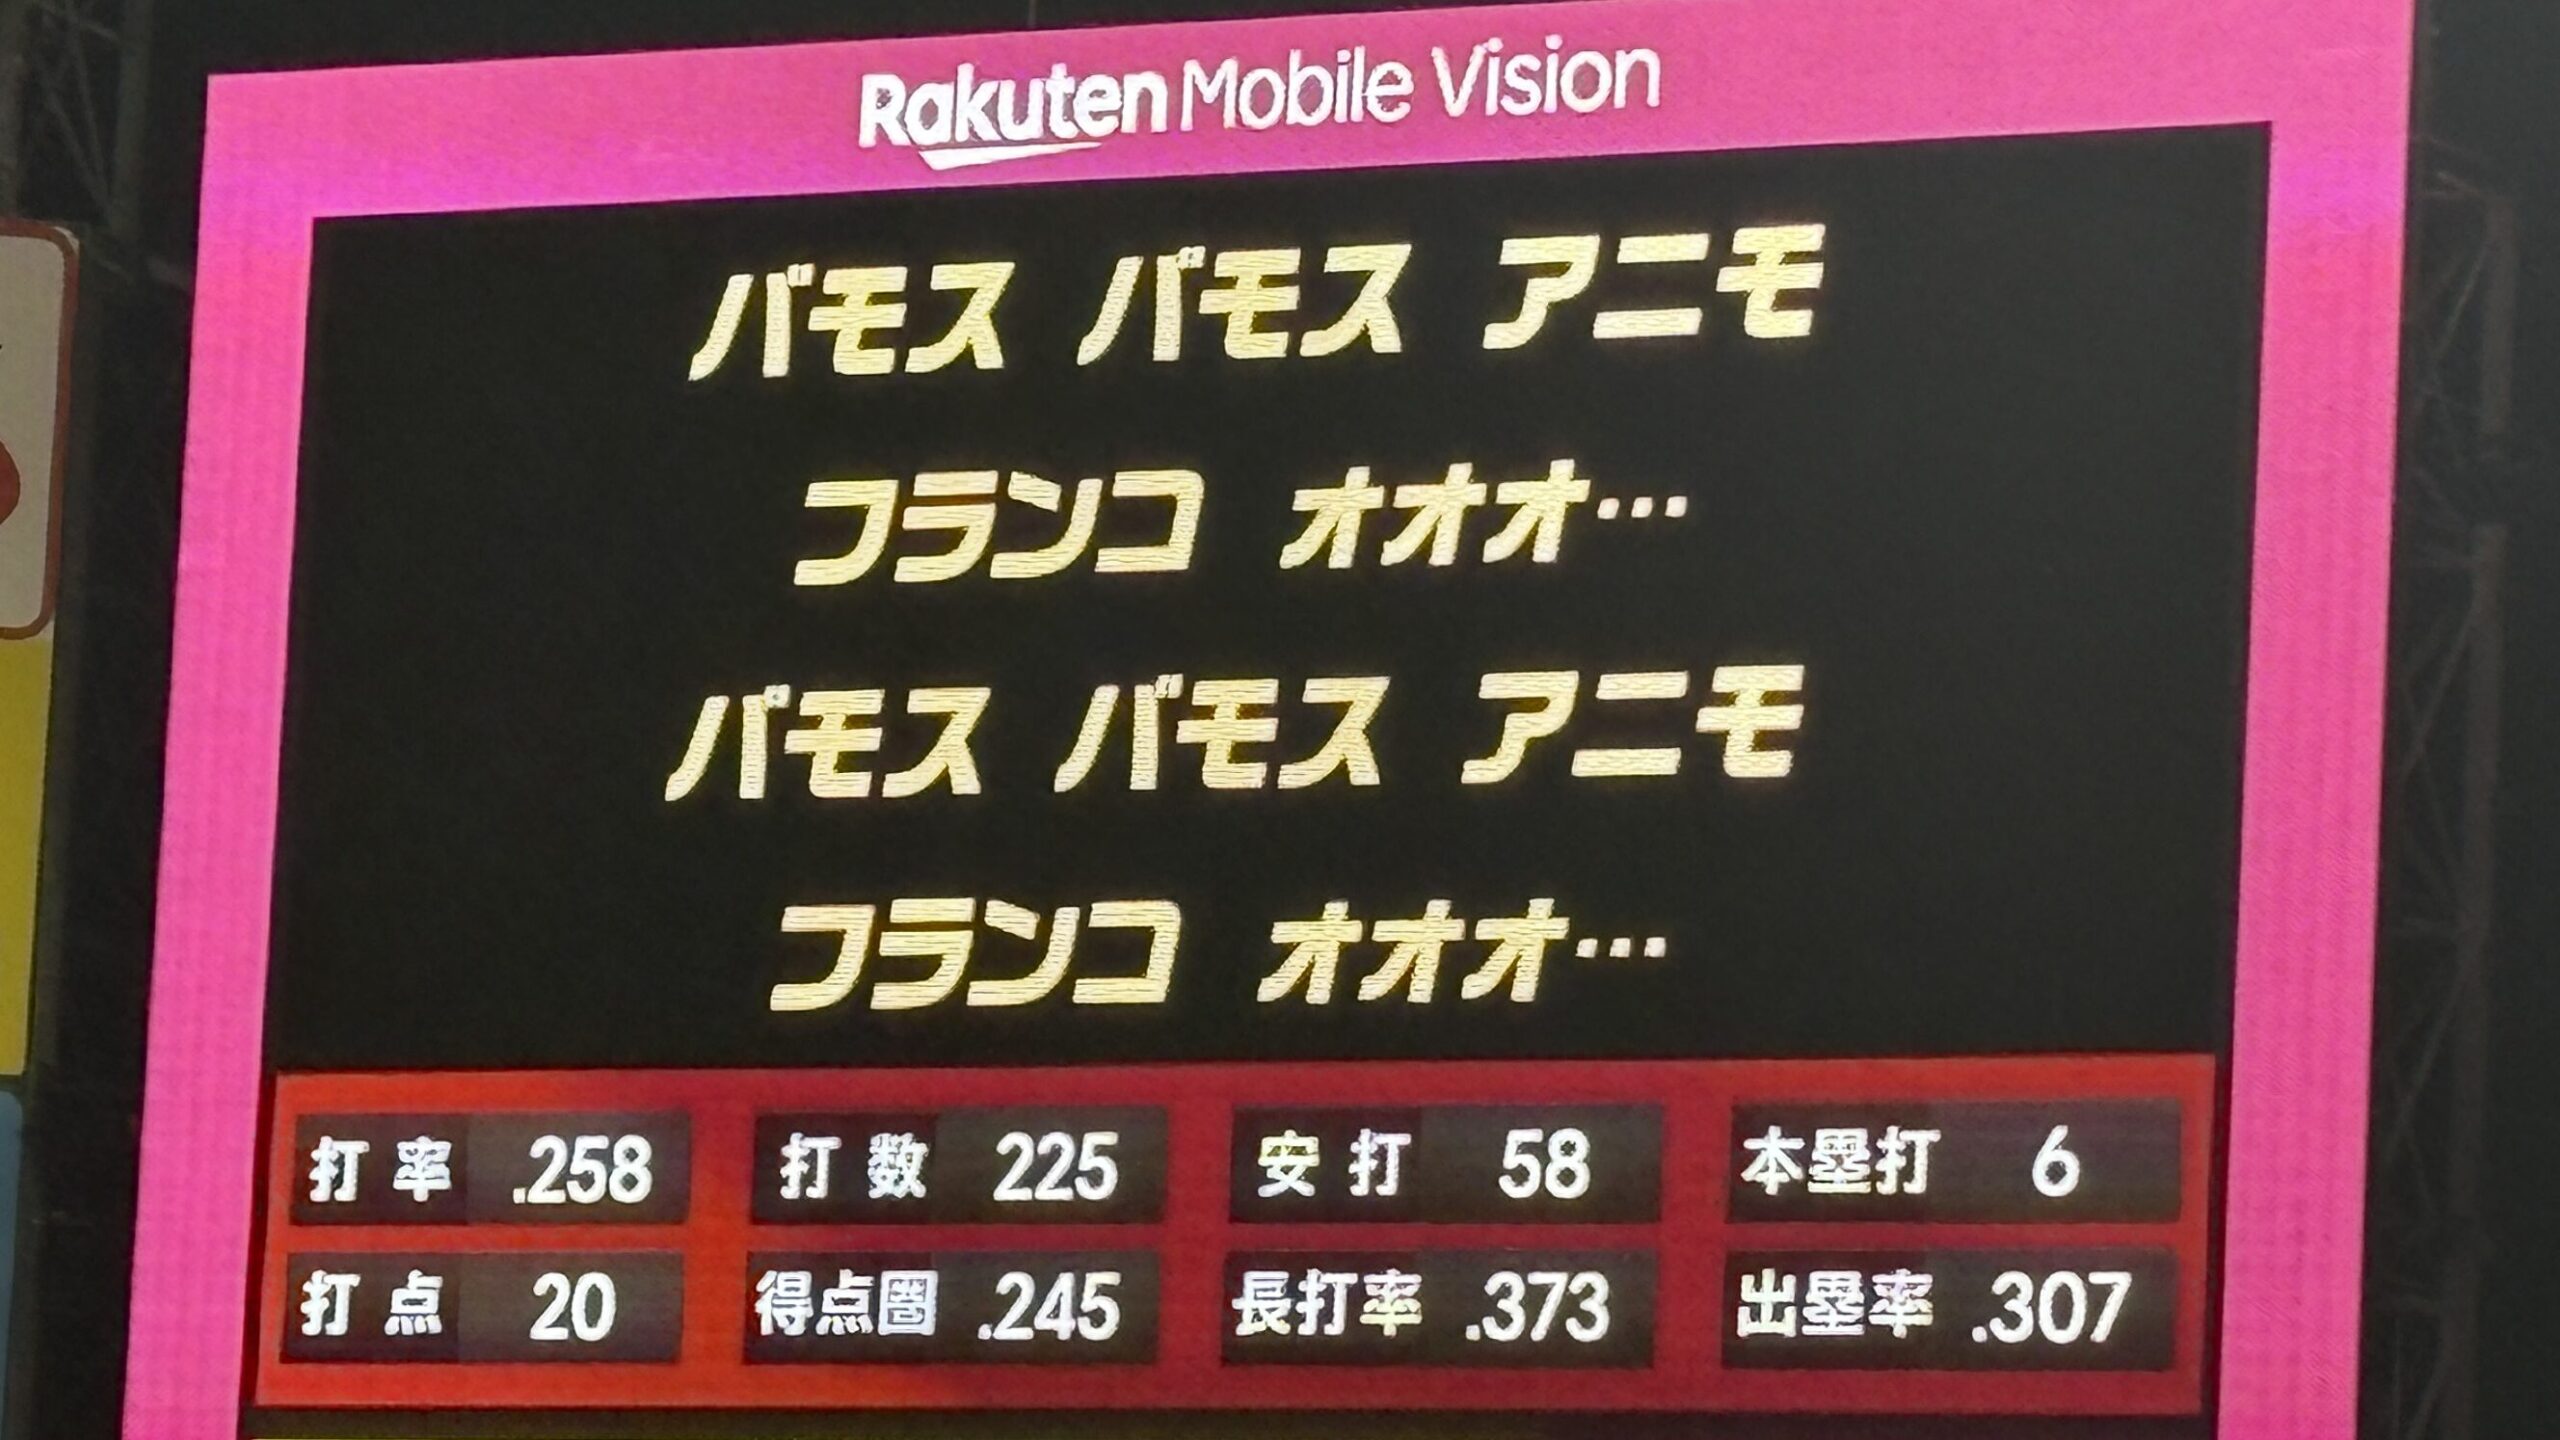 Rakuten Mobile Vision
バモス バモス アニモ
フランコ オオオ…
バモス バモス アニモ
フランコ オオオ…
打率 .258 打数 225 安打 58 本塁打 6
打点 20 得点圏 .245 長打率 .373 出塁率 .307